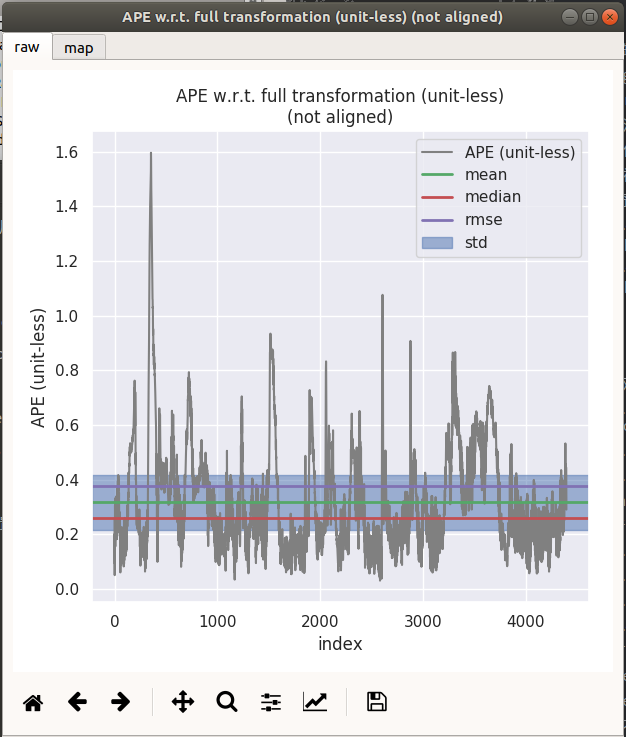 APE w.r.t. full transformation (unit-less) (not aligned)
raw
map
APE w.r.t. full transformation (unit-less)
(not aligned)
APE (unit-less)
mean
median
rmse
std
1.6
1.4
1.2
1.0
0.8
0.6
0.4
0.2
0.0
APE (unit-less)
0
1000
2000
3000
4000
index